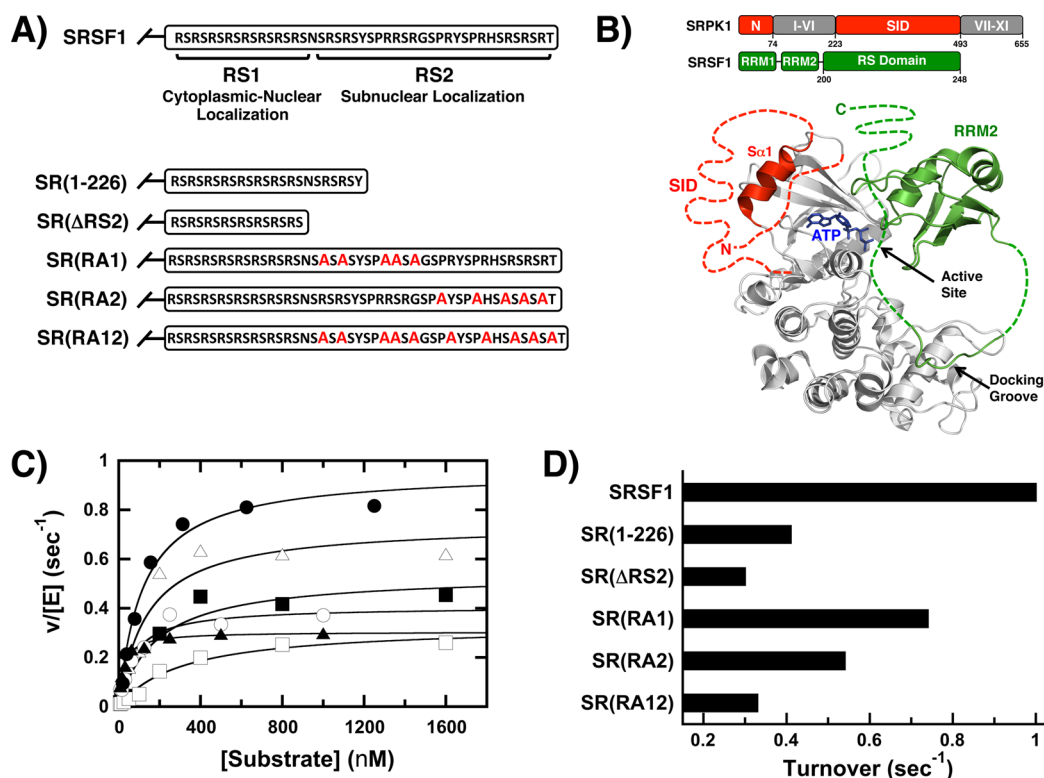 A)
SRSF1
RSRSRSRSRSRSRSRSNSRSRSYSPRRSRGSPRYSPRHSRSRSRT
RS1
RS2
Cytoplasmic-Nuclear
Localization
Subnuclear Localization
SR(1-226)
RSRSRSRSRSRSRSRSNSRSRSY
SR(ΔRS2)
RSRSRSRSRSRSRSRS
SR(RA1)
RSRSRSRSRSRSRSRSNSASASYSPAASAGSPRYSPRHSRSRSRT
SR(RA2)
RSRSRSRSRSRSRSRSNSRSRSYSPRRSRGSPAYSPAHSASASAT
SR(RA12)
RSRSRSRSRSRSRSRSNSASASYSPAASAGSPAYSPAHSASASAT
B)
SRPK1
N
I-VI
SID
VII-XI
74
223
493
655
SRSF1
RRM1
RRM2
RS Domain
200
248
C
RRM2
Sα1
SID
ATP
N
Active
Site
Docking
Groove
C)
v/[E] (sec⁻¹)
1
0.8
0.6
0.4
0.2
0
0
400
800
1200
1600
[Substrate] (nM)
D)
SRSF1
SR(1-226)
SR(ΔRS2)
SR(RA1)
SR(RA2)
SR(RA12)
0.2
0.4
0.6
0.8
1
Turnover (sec⁻¹)